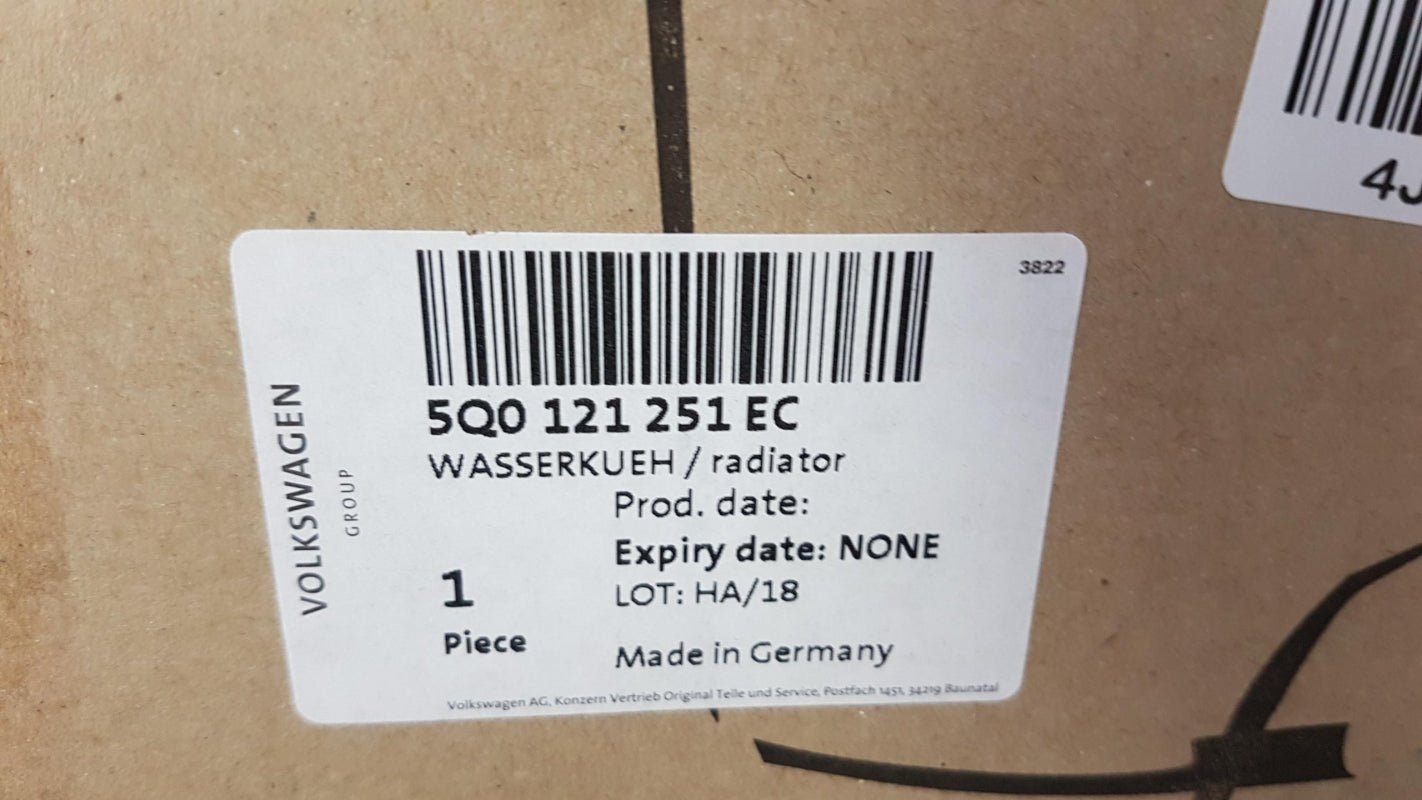 3822
5Q0 121 251 EC
WASSERKUEH / radiator
Prod. date:
Expiry date: NONE
LOT: HA/18
1
Piece
Made in Germany
Volkswagen AG, Konzern Vertrieb Original Teile und Service, Postfach 1451, 34219 Baunatal
VOLKSWAGEN
GROUP